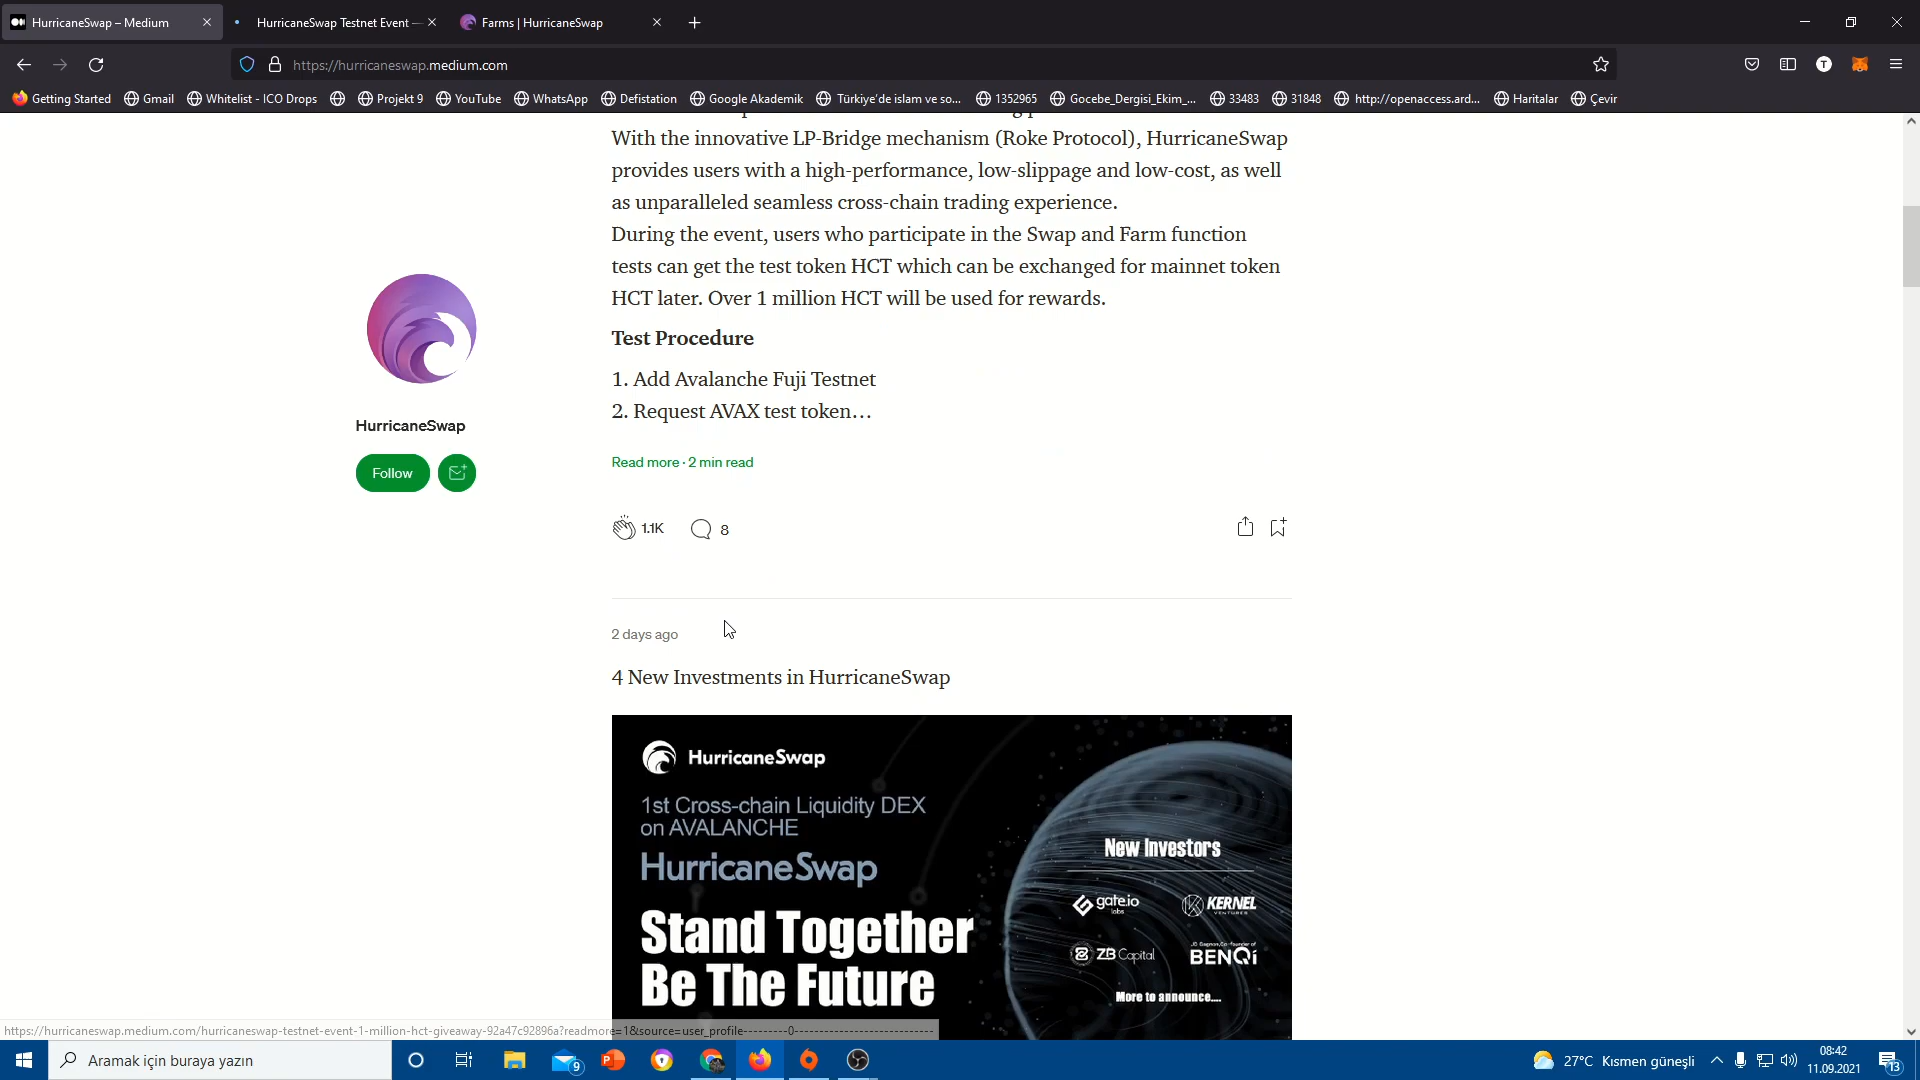 HurricaneSwap – Medium
HurricaneSwap Testnet Event —
Farms | HurricaneSwap
https://hurricaneswap.medium.com
Getting Started
Gmail
Whitelist - ICO Drops
Projekt 9
YouTube
WhatsApp
Defistation
Google Akademik
Türkiye'de islam ve so...
1352965
Gocebe_Dergisi_Ekim_...
33483
31848
http://openaccess.ard...
Haritalar
Çevir
With the innovative LP-Bridge mechanism (Roke Protocol), HurricaneSwap
provides users with a high-performance, low-slippage and low-cost, as well
as unparalleled seamless cross-chain trading experience.
During the event, users who participate in the Swap and Farm function
tests can get the test token HCT which can be exchanged for mainnet token
HCT later. Over 1 million HCT will be used for rewards.
Test Procedure
1. Add Avalanche Fuji Testnet
2. Request AVAX test token…
Read more · 2 min read
1.1K
8
HurricaneSwap
Follow
2 days ago
4 New Investments in HurricaneSwap
HurricaneSwap
1st Cross-chain Liquidity DEX
on AVALANCHE
HurricaneSwap
Stand Together
Be The Future
New Investors
gate.io
labs
KERNEL
VENTURES
ZB Capital
JD Gagnon, Co-founder of
BENQI
More to announce....
https://hurricaneswap.medium.com/hurricaneswap-testnet-event-1-million-hct-giveaway-92a47c92896a?readmore=1&source=user_profile---------0----------------------------
Aramak için buraya yazın
9
27°C Kısmen güneşli
08:42
11.09.2021
13